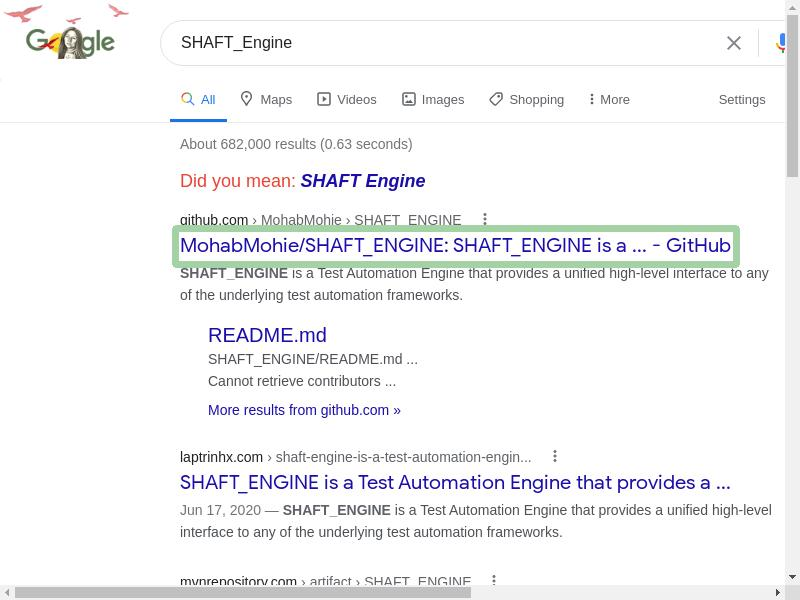 Google
SHAFT_Engine
All Maps Videos Images Shopping More Settings
About 682,000 results (0.63 seconds)
Did you mean: SHAFT Engine
github.com › MohabMohie › SHAFT_ENGINE
MohabMohie/SHAFT_ENGINE: SHAFT_ENGINE is a ... - GitHub
SHAFT_ENGINE is a Test Automation Engine that provides a unified high-level interface to any
of the underlying test automation frameworks.
README.md
SHAFT_ENGINE/README.md ...
Cannot retrieve contributors ...
More results from github.com »
laptrinhx.com › shaft-engine-is-a-test-automation-engin...
SHAFT_ENGINE is a Test Automation Engine that provides a ...
Jun 17, 2020 — SHAFT_ENGINE is a Test Automation Engine that provides a unified high-level
interface to any of the underlying test automation frameworks.
mvnrepository.com › artifact › SHAFT_ENGINE